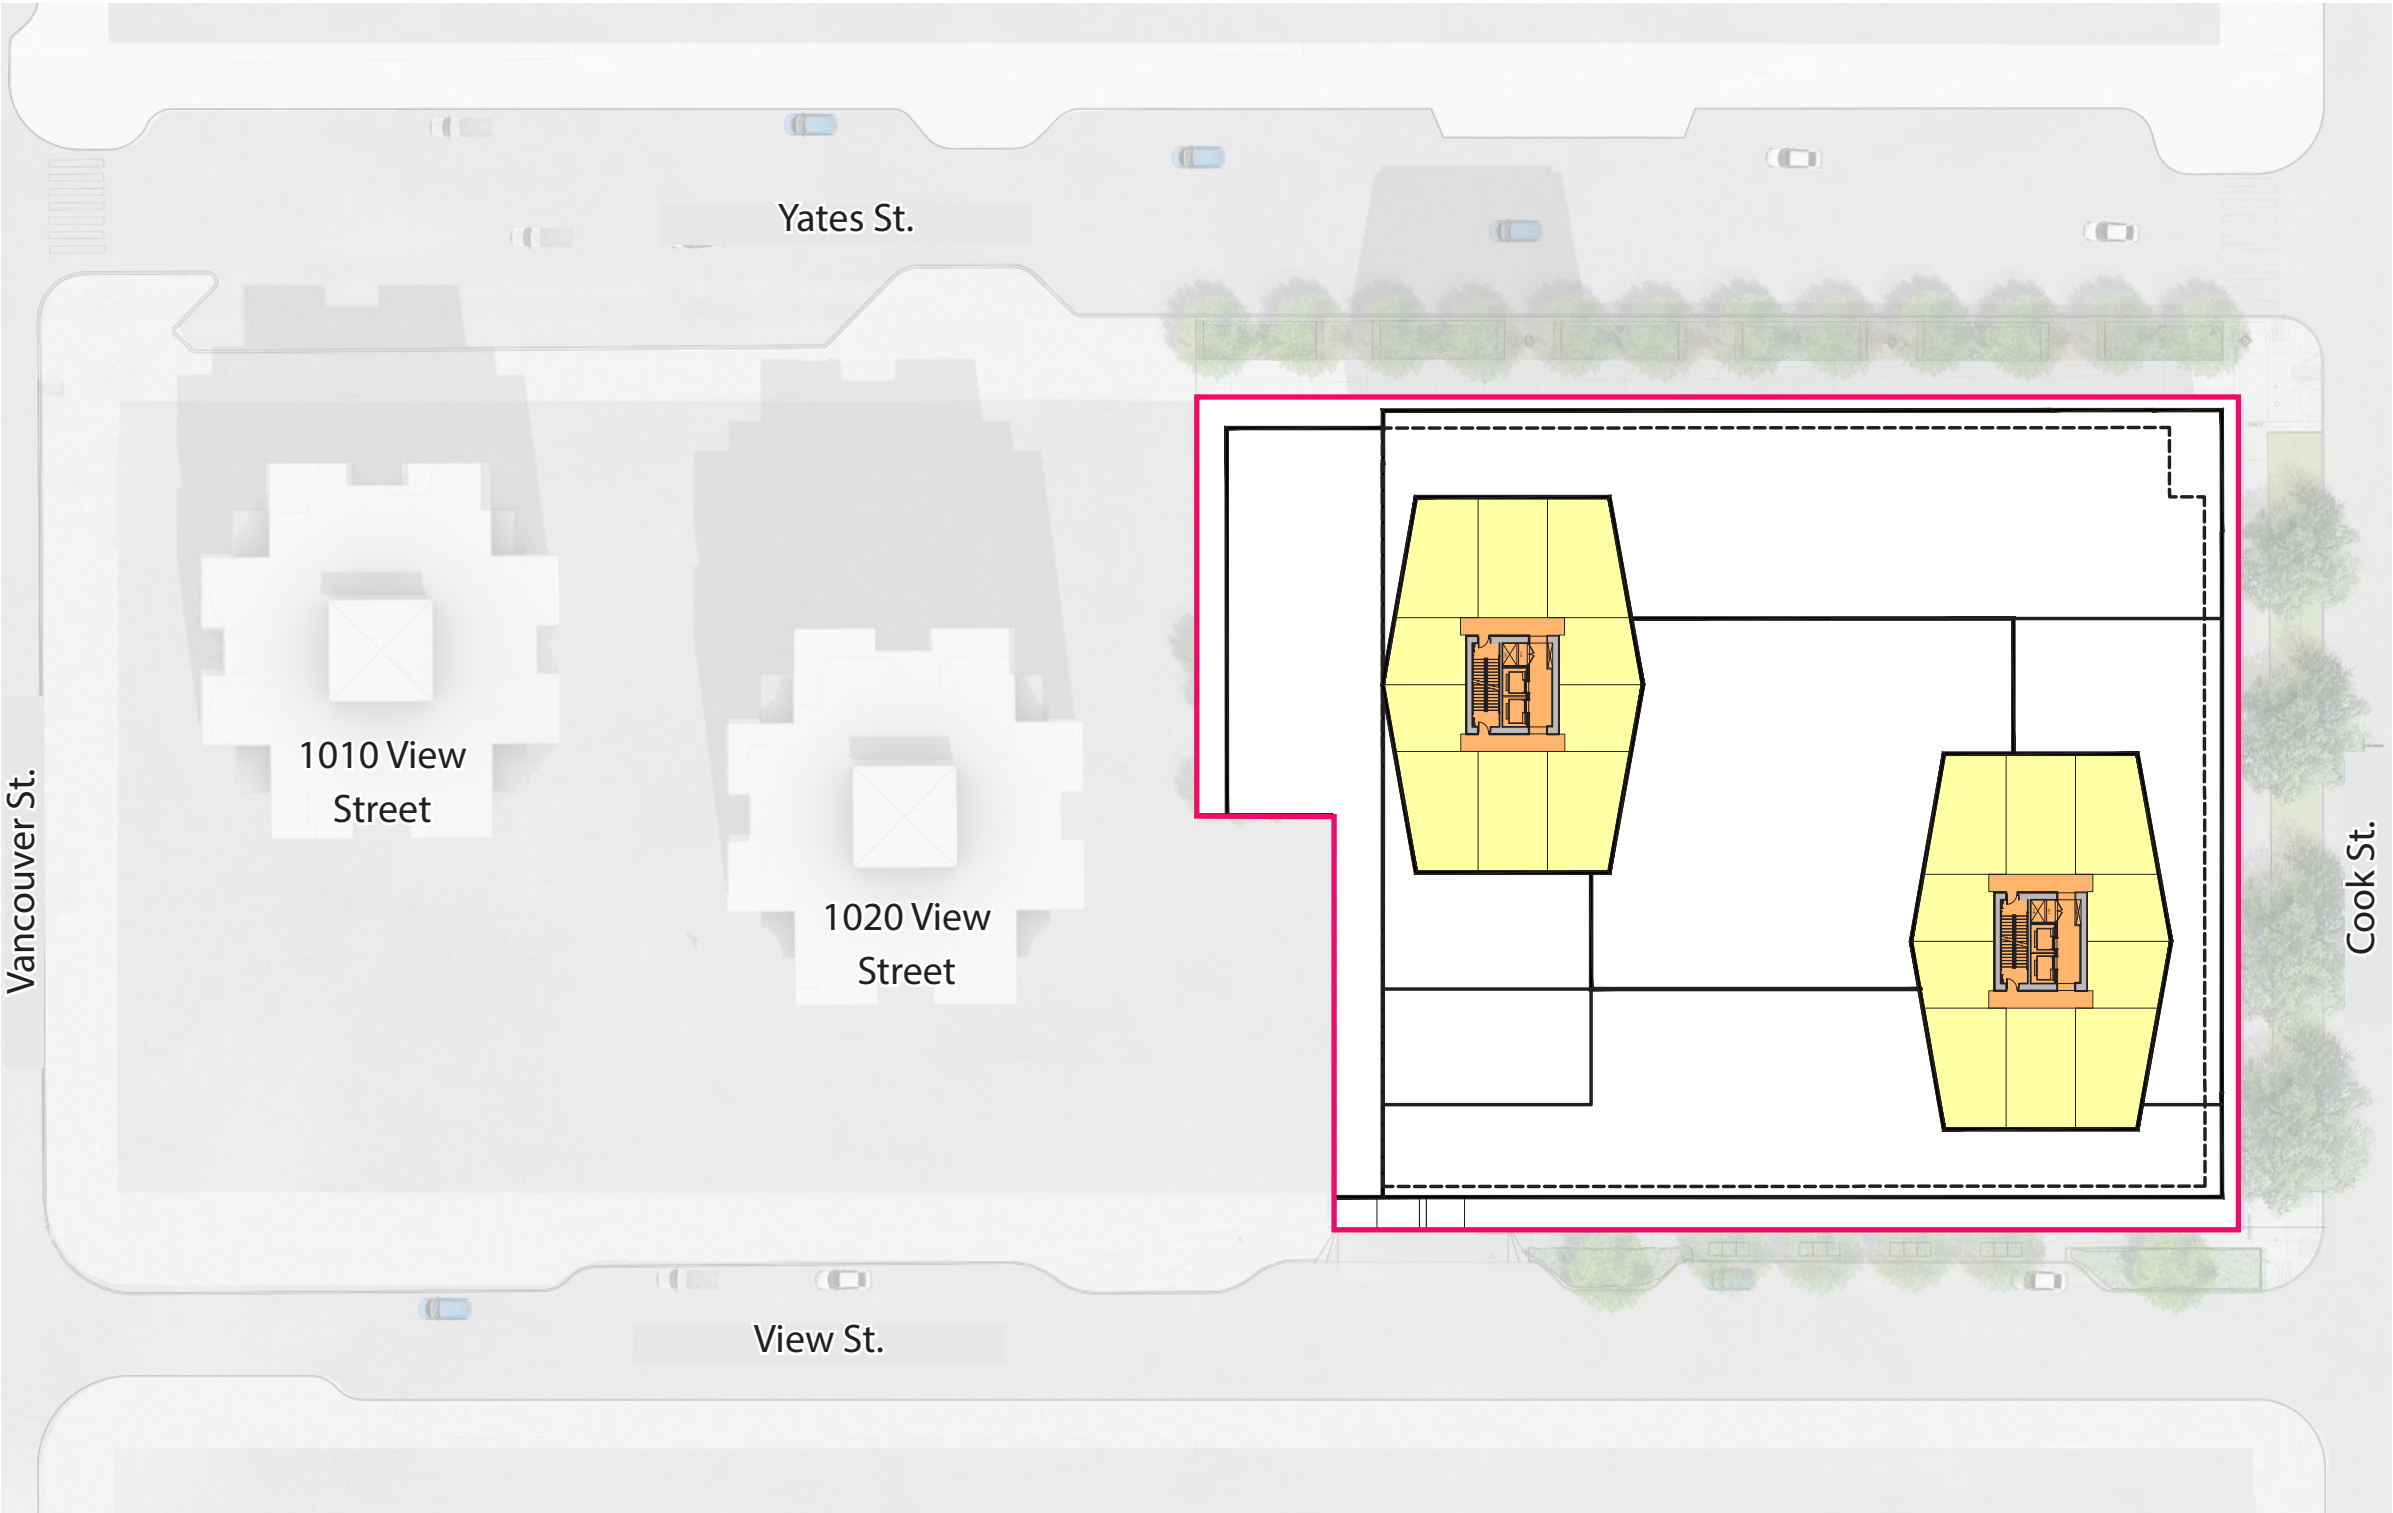 Yates St.
1010 View
Street
1020 View
Street
Vancouver St.
Cook St.
View St.